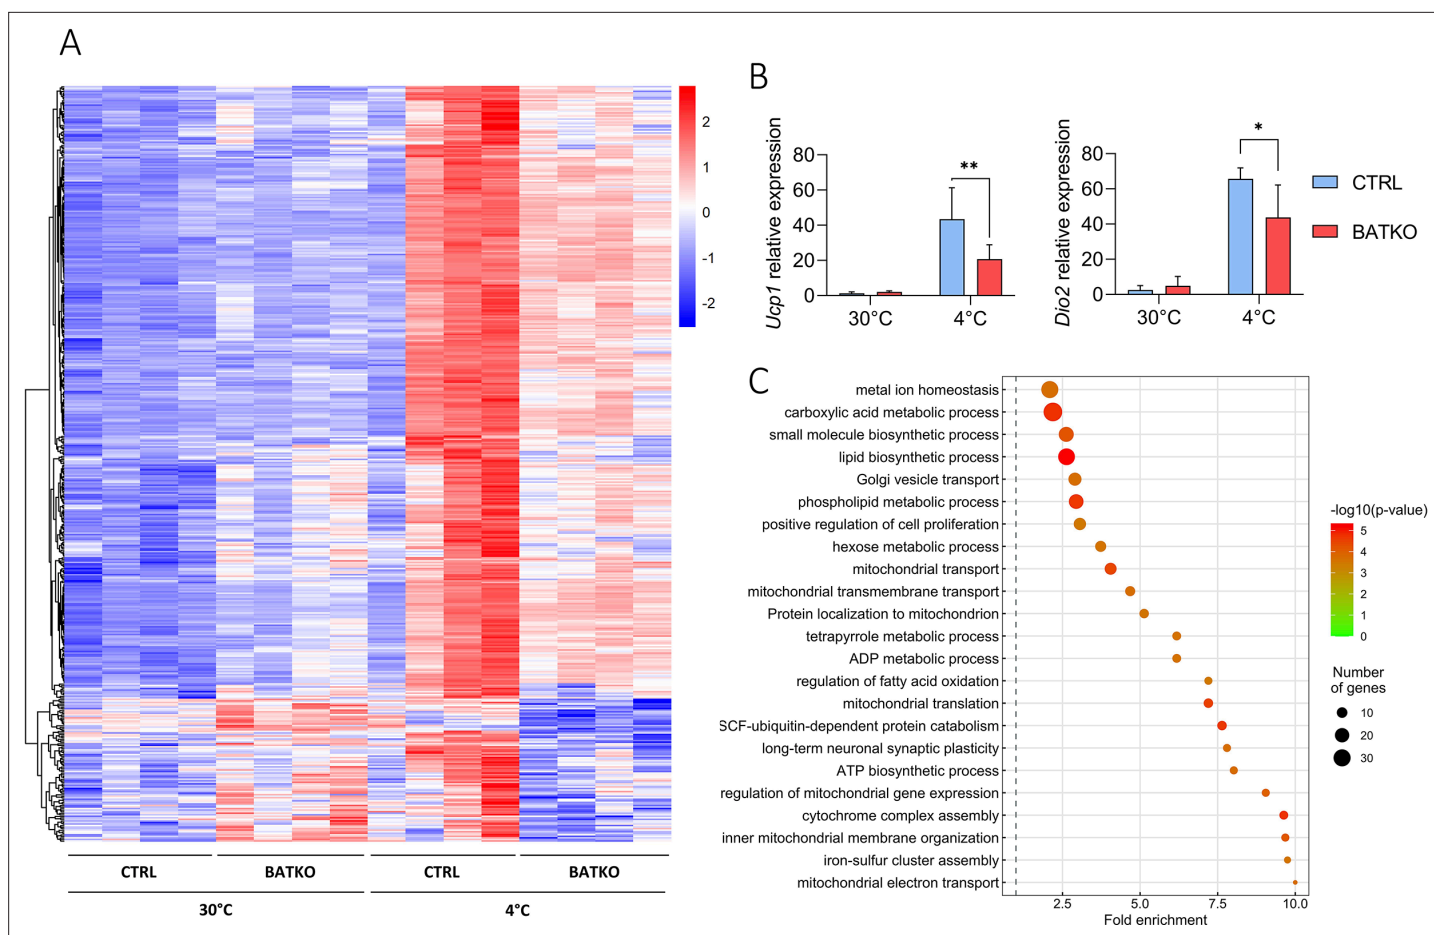 A
2
1
0
-1
-2
CTRL
BATKO
CTRL
BATKO
30°C
4°C
B
Ucp1 relative expression
80
60
40
20
0
**
30°C
4°C
Dio2 relative expression
80
60
40
20
0
*
30°C
4°C
CTRL
BATKO
C
metal ion homeostasis
carboxylic acid metabolic process
small molecule biosynthetic process
lipid biosynthetic process
Golgi vesicle transport
phospholipid metabolic process
positive regulation of cell proliferation
hexose metabolic process
mitochondrial transport
mitochondrial transmembrane transport
Protein localization to mitochondrion
tetrapyrrole metabolic process
ADP metabolic process
regulation of fatty acid oxidation
mitochondrial translation
SCF-ubiquitin-dependent protein catabolism
long-term neuronal synaptic plasticity
ATP biosynthetic process
regulation of mitochondrial gene expression
cytochrome complex assembly
inner mitochondrial membrane organization
iron-sulfur cluster assembly
mitochondrial electron transport
2.5
5.0
7.5
10.0
Fold enrichment
-log10(p-value)
5
4
3
2
1
0
Number
of genes
10
20
30